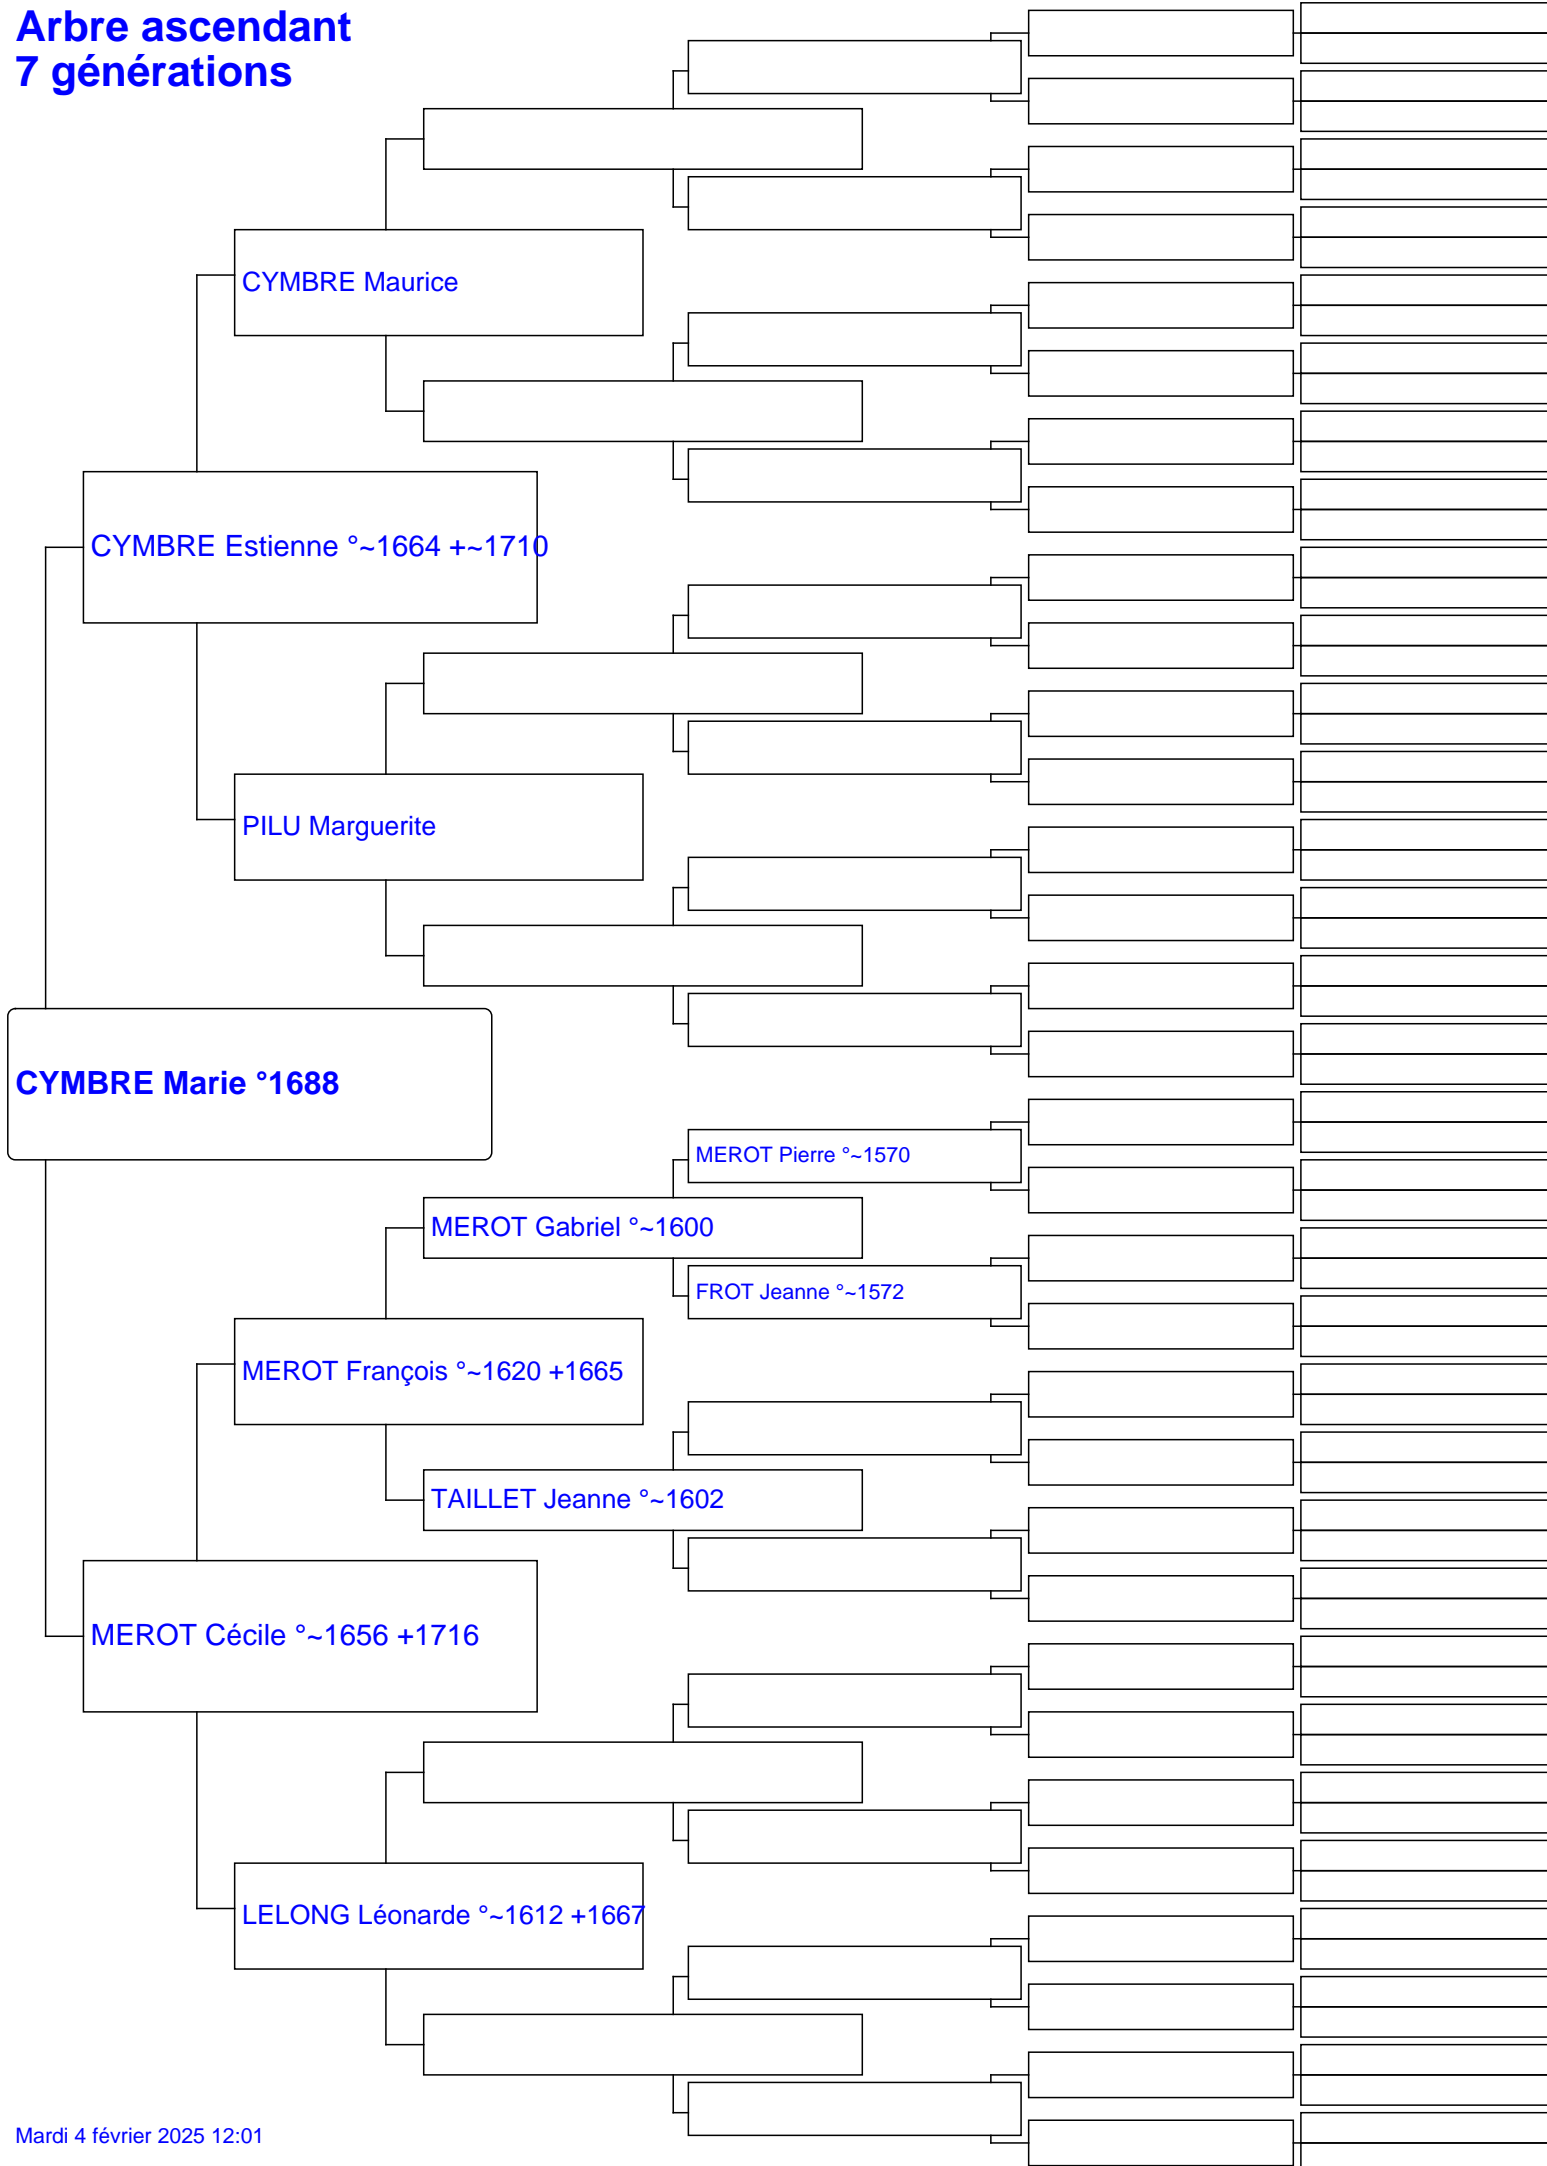 Arbre ascendant
7 générations
CYMBRE Maurice
CYMBRE Estienne °~1664 +~1710
PILU Marguerite
CYMBRE Marie °1688
MEROT Pierre °~1570
MEROT Gabriel °~1600
FROT Jeanne °~1572
MEROT François °~1620 +1665
TAILLET Jeanne °~1602
MEROT Cécile °~1656 +1716
LELONG Léonarde °~1612 +1667
Mardi 4 février 2025 12:01